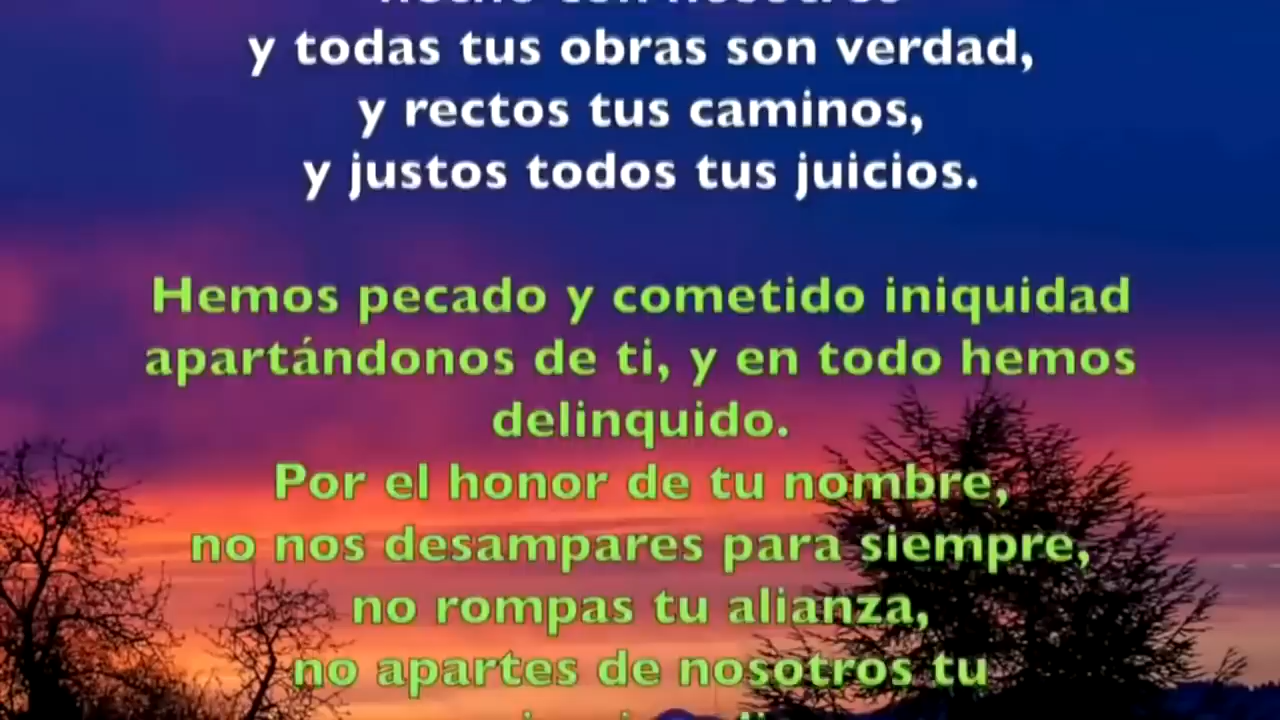 y todas tus obras son verdad,
y rectos tus caminos,
y justos todos tus juicios.
Hemos pecado y cometido iniquidad
apartándonos de ti, y en todo hemos
delinquido.
Por el honor de tu nombre,
no nos desampares para siempre,
no rompas tu alianza,
no apartes de nosotros tu